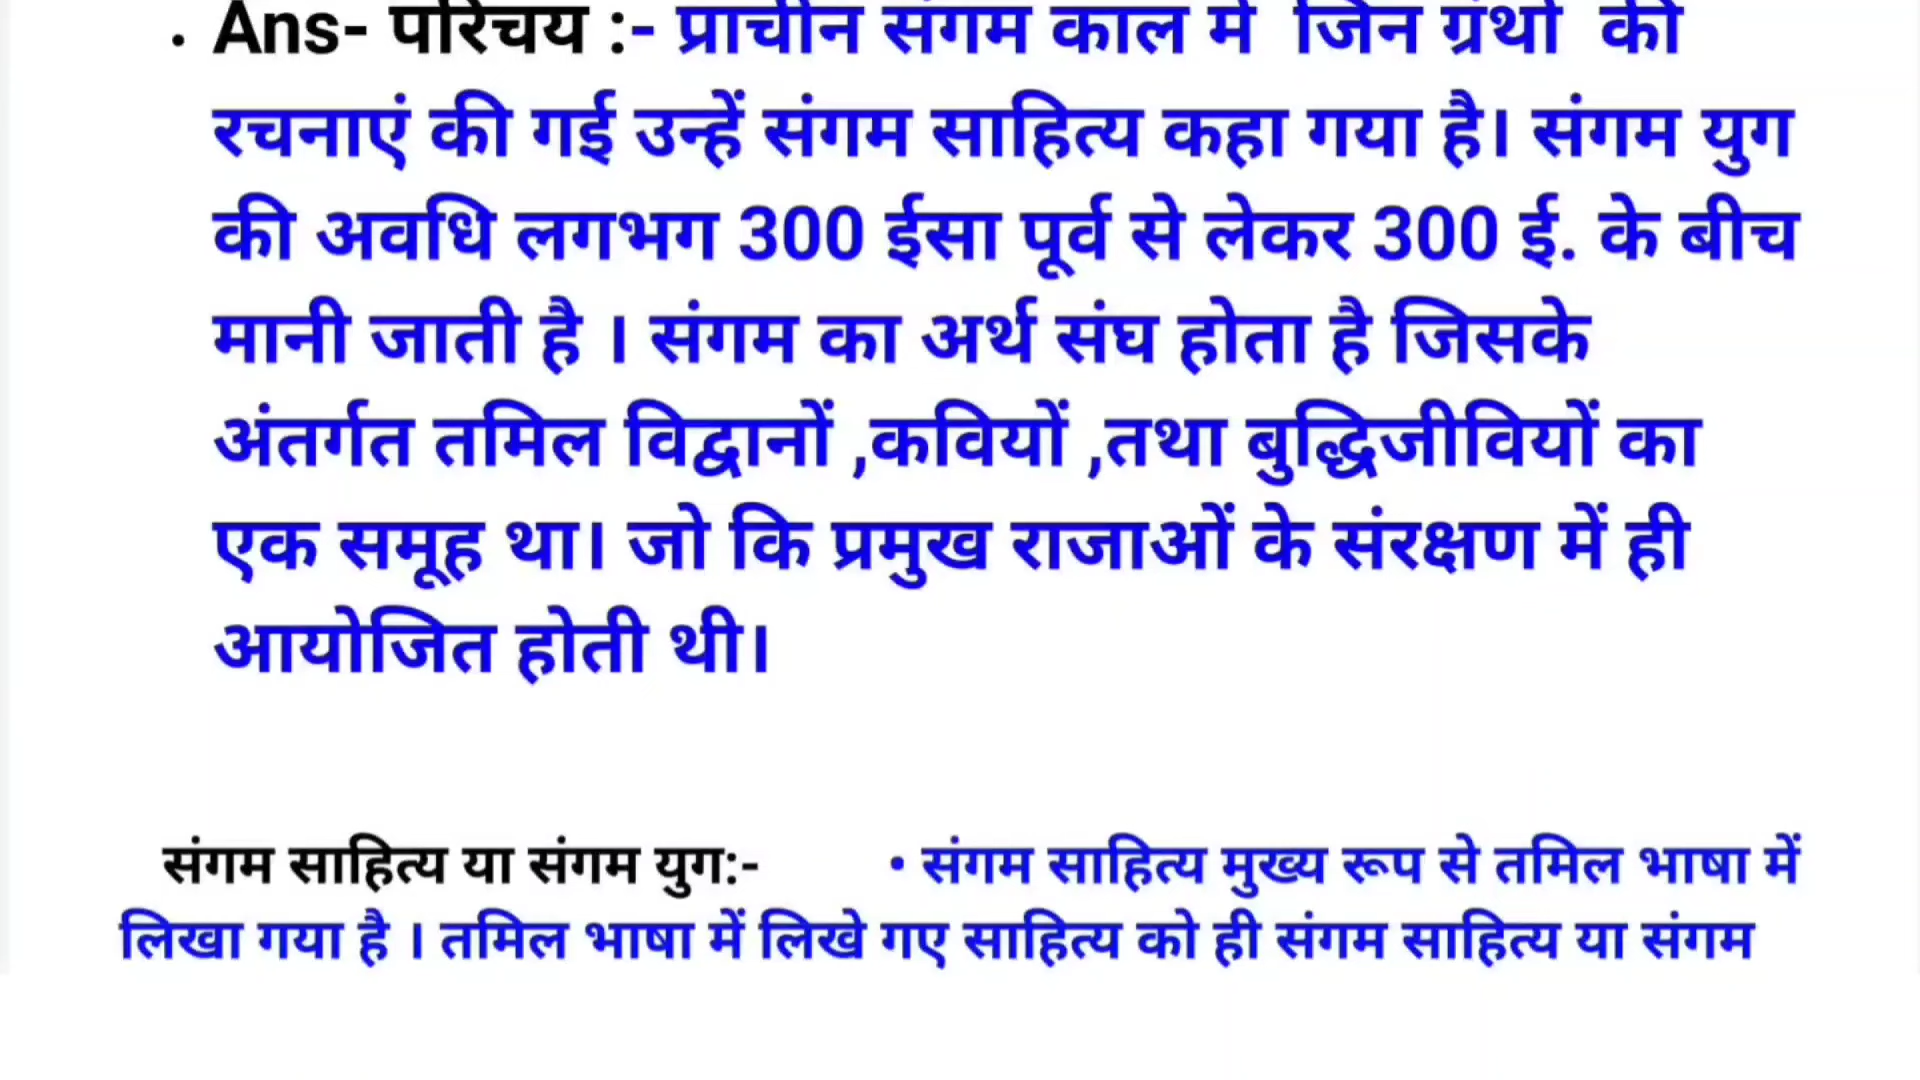 • Ans- परिचय :- प्राचीन संगम काल में जिन ग्रंथों की
रचनाएं की गई उन्हें संगम साहित्य कहा गया है। संगम युग
की अवधि लगभग 300 ईसा पूर्व से लेकर 300 ई. के बीच
मानी जाती है । संगम का अर्थ संघ होता है जिसके
अंतर्गत तमिल विद्वानों ,कवियों ,तथा बुद्धिजीवियों का
एक समूह था। जो कि प्रमुख राजाओं के संरक्षण में ही
आयोजित होती थी।
संगम साहित्य या संगम युग:- • संगम साहित्य मुख्य रूप से तमिल भाषा में
लिखा गया है । तमिल भाषा में लिखे गए साहित्य को ही संगम साहित्य या संगम